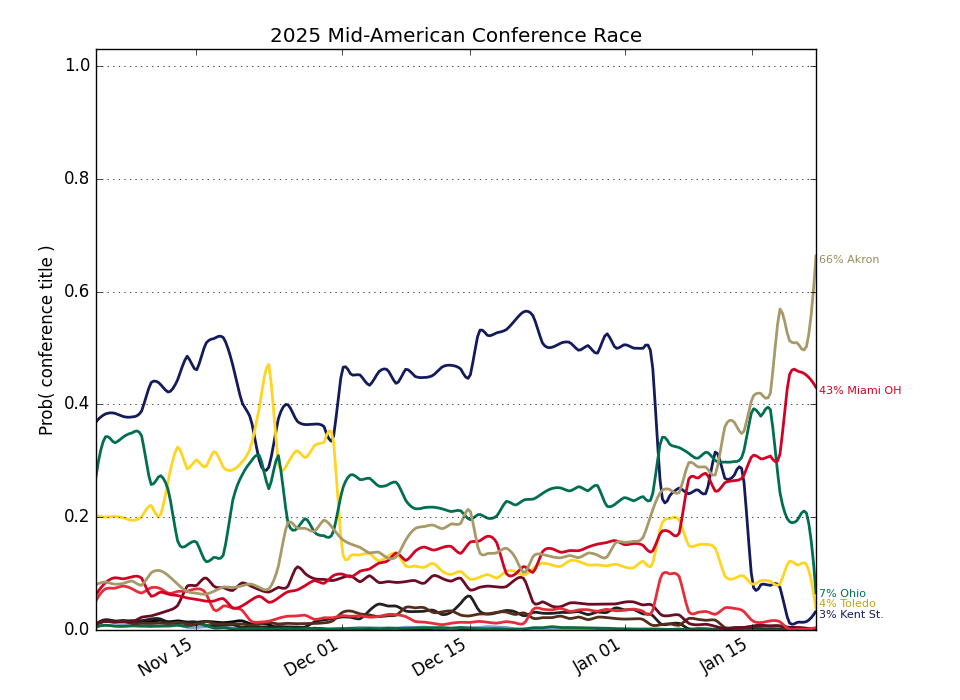 2025 Mid-American Conference Race
Prob( conference title )
1.0
0.8
0.6
0.4
0.2
0.0
Nov 15
Dec 01
Dec 15
Jan 01
Jan 15
66% Akron
43% Miami OH
7% Ohio
4% Toledo
3% Kent St.